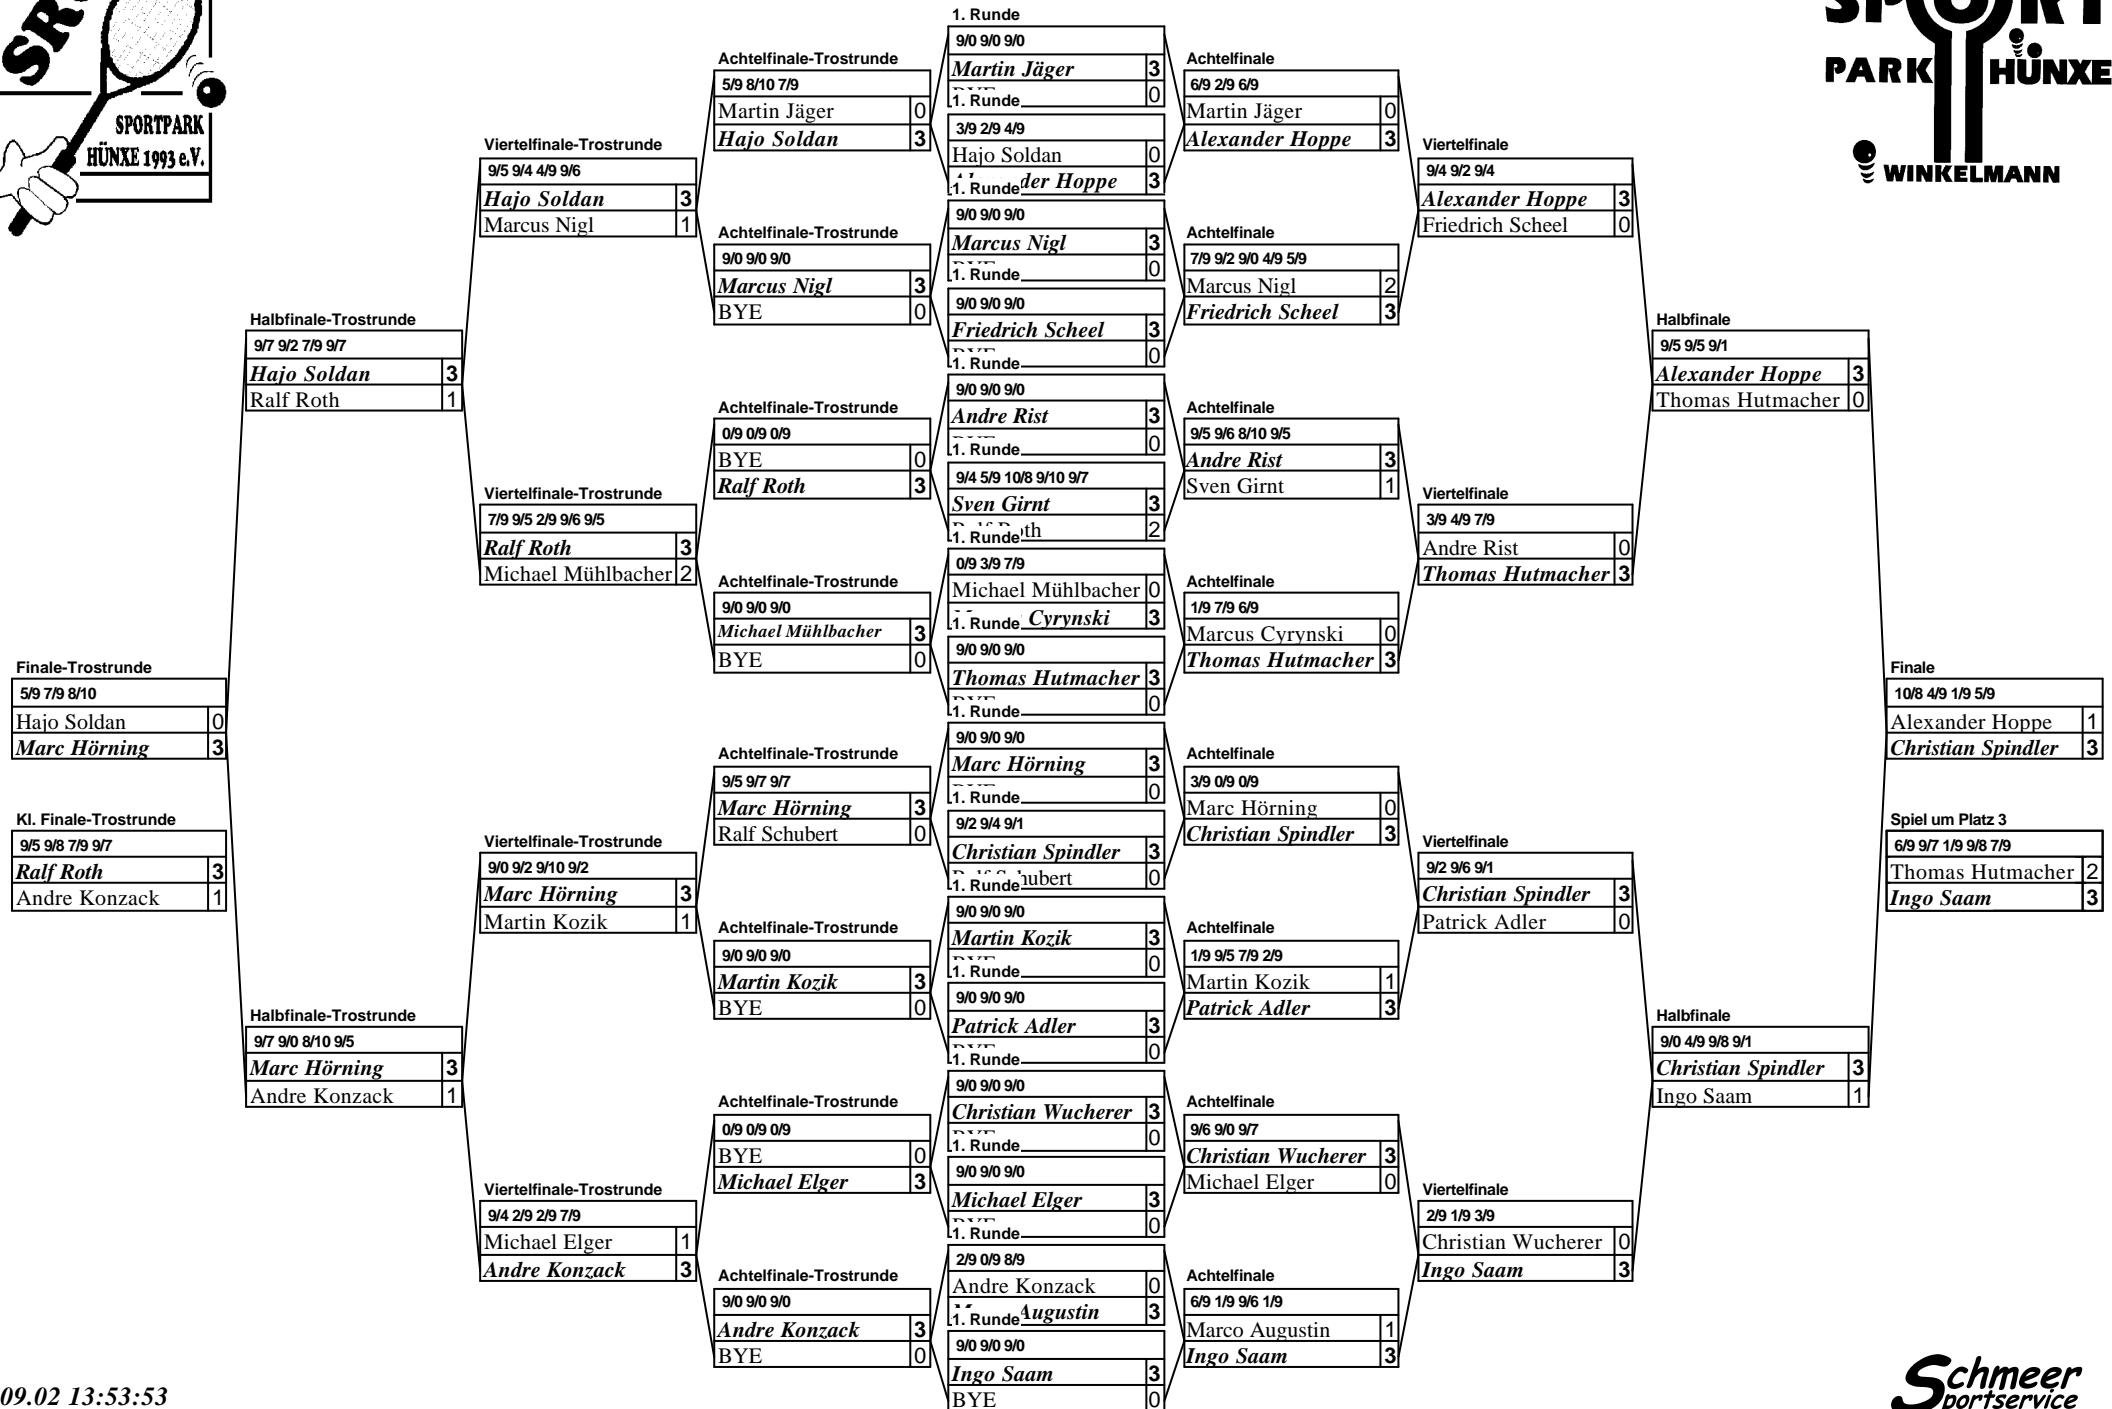 SPORTPARK
HÜNXE 1993 e.V.
PARK HÜNXE
WINKELMANN
Finale-Trostrunde
5/9 7/9 8/10
Hajo Soldan 0
Marc Hörning 3
Kl. Finale-Trostrunde
9/5 9/8 7/9 9/7
Ralf Roth 3
Andre Konzack 1
Halbfinale-Trostrunde
9/7 9/2 7/9 9/7
Hajo Soldan 3
Ralf Roth 1
Halbfinale-Trostrunde
9/7 9/0 8/10 9/5
Marc Hörning 3
Andre Konzack 1
Viertelfinale-Trostrunde
9/5 9/4 4/9 9/6
Hajo Soldan 3
Marcus Nigl 1
Viertelfinale-Trostrunde
7/9 9/5 2/9 9/6 9/5
Ralf Roth 3
Michael Mühlbacher 2
Viertelfinale-Trostrunde
9/0 9/2 9/10 9/2
Marc Hörning 3
Martin Kozik 1
Viertelfinale-Trostrunde
9/4 2/9 2/9 7/9
Michael Elger 1
Andre Konzack 3
Achtelfinale-Trostrunde
5/9 8/10 7/9
Martin Jäger 0
Hajo Soldan 3
Achtelfinale-Trostrunde
9/0 9/0 9/0
Marcus Nigl 3
BYE 0
Achtelfinale-Trostrunde
0/9 0/9 0/9
BYE 0
Ralf Roth 3
Achtelfinale-Trostrunde
9/0 9/0 9/0
Michael Mühlbacher 3
BYE 0
Achtelfinale-Trostrunde
9/5 9/7 9/7
Marc Hörning 3
Ralf Schubert 0
Achtelfinale-Trostrunde
9/0 9/0 9/0
Martin Kozik 3
BYE 0
Achtelfinale-Trostrunde
0/9 0/9 0/9
BYE 0
Michael Elger 3
Achtelfinale-Trostrunde
9/0 9/0 9/0
Andre Konzack 3
BYE 0
1. Runde
9/0 9/0 9/0
Martin Jäger 3
0
1. Runde
3/9 2/9 4/9
Hajo Soldan 0
Hoppe 3
1. Runde
9/0 9/0 9/0
Marcus Nigl 3
0
1. Runde
9/0 9/0 9/0
Friedrich Scheel 3
0
1. Runde
9/0 9/0 9/0
Andre Rist 3
0
1. Runde
9/4 5/9 10/8 9/10 9/7
Sven Girnt 3
2
1. Runde
0/9 3/9 7/9
Michael Mühlbacher 0
Cyrynski 3
1. Runde
9/0 9/0 9/0
Thomas Hutmacher 3
0
1. Runde
9/0 9/0 9/0
Marc Hörning 3
0
1. Runde
9/2 9/4 9/1
Christian Spindler 3
0
1. Runde
9/0 9/0 9/0
Martin Kozik 3
0
1. Runde
9/0 9/0 9/0
Patrick Adler 3
0
1. Runde
9/0 9/0 9/0
Christian Wucherer 3
0
1. Runde
9/0 9/0 9/0
Michael Elger 3
0
1. Runde
2/9 0/9 8/9
Andre Konzack 0
Augustin 3
1. Runde
9/0 9/0 9/0
Ingo Saam 3
BYE 0
Achtelfinale
6/9 2/9 6/9
Martin Jäger 0
Alexander Hoppe 3
Achtelfinale
7/9 9/2 9/0 4/9 5/9
Marcus Nigl 2
Friedrich Scheel 3
Achtelfinale
9/5 9/6 8/10 9/5
Andre Rist 3
Sven Girnt 1
Achtelfinale
1/9 7/9 6/9
Marcus Cyrynski 0
Thomas Hutmacher 3
Achtelfinale
3/9 0/9 0/9
Marc Hörning 0
Christian Spindler 3
Achtelfinale
1/9 9/5 7/9 2/9
Martin Kozik 1
Patrick Adler 3
Achtelfinale
9/6 9/0 9/7
Christian Wucherer 3
Michael Elger 0
Achtelfinale
6/9 1/9 9/6 1/9
Marco Augustin 1
Ingo Saam 3
Viertelfinale
9/4 9/2 9/4
Alexander Hoppe 3
Friedrich Scheel 0
Viertelfinale
3/9 4/9 7/9
Andre Rist 0
Thomas Hutmacher 3
Viertelfinale
9/2 9/6 9/1
Christian Spindler 3
Patrick Adler 0
Viertelfinale
2/9 1/9 3/9
Christian Wucherer 0
Ingo Saam 3
Halbfinale
9/5 9/5 9/1
Alexander Hoppe 3
Thomas Hutmacher 0
Halbfinale
9/0 4/9 9/8 9/1
Christian Spindler 3
Ingo Saam 1
Finale
10/8 4/9 1/9 5/9
Alexander Hoppe 1
Christian Spindler 3
Spiel um Platz 3
6/9 9/7 1/9 9/8 7/9
Thomas Hutmacher 2
Ingo Saam 3
09.02 13:53:53
Schmeer
Sportservice